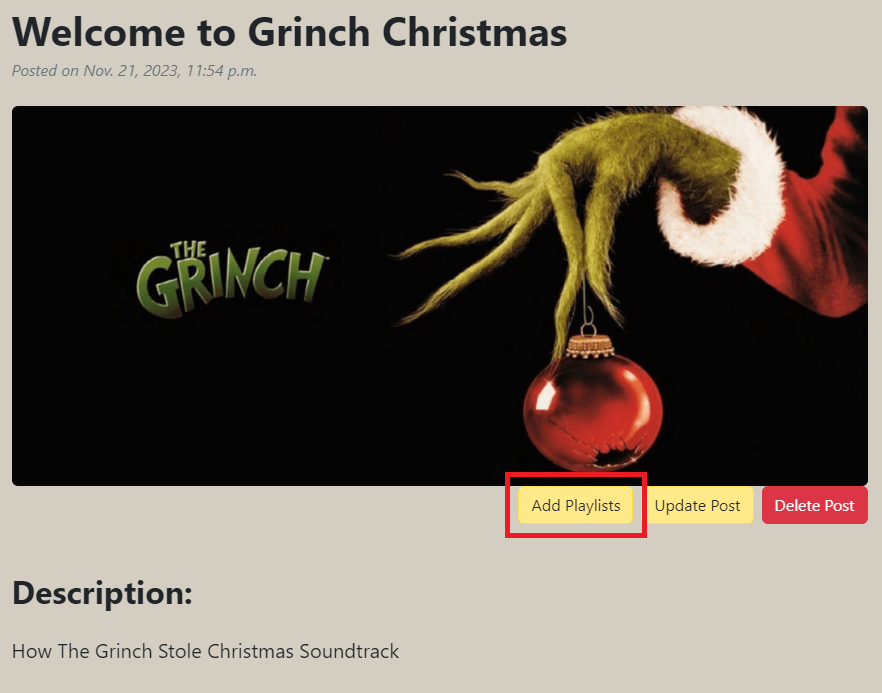 Welcome to Grinch Christmas
Posted on Nov. 21, 2023, 11:54 p.m.
THE
GRINCH
Add Playlists
Update Post
Delete Post
Description:
How The Grinch Stole Christmas Soundtrack